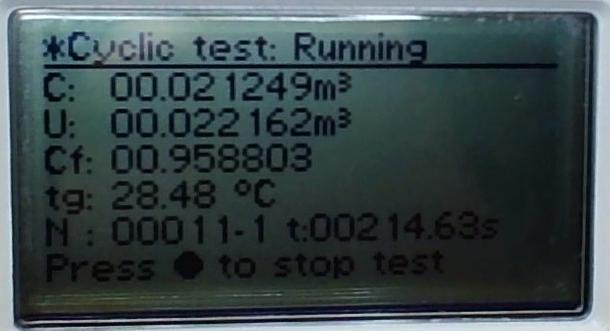 *Cyclic test: Running
C: 00.021249m³
U: 00.022162m³
Cf: 00.958803
tg: 28.48 °C
N : 00011-1 t:00214.63s
Press ● to stop test